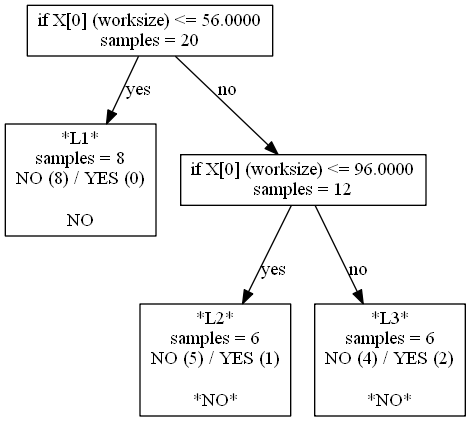 if X[0] (worksize) <= 56.0000
samples = 20
yes
no
*L1*
samples = 8
NO (8) / YES (0)
NO
if X[0] (worksize) <= 96.0000
samples = 12
yes
no
*L2*
samples = 6
NO (5) / YES (1)
*NO*
*L3*
samples = 6
NO (4) / YES (2)
*NO*